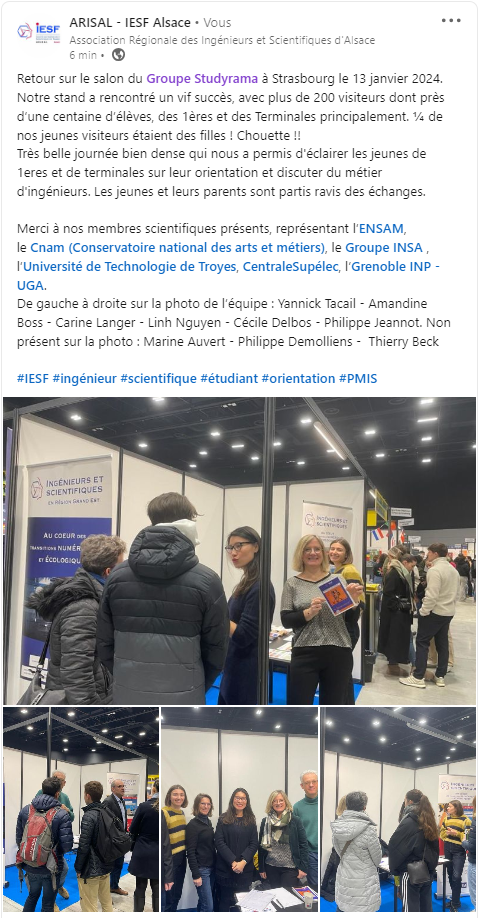 IESF
ARISAL - IESF Alsace • Vous
Association Régionale des Ingénieurs et Scientifiques d'Alsace
6 min •
Retour sur le salon du Groupe Studyrama à Strasbourg le 13 janvier 2024.
Notre stand a rencontré un vif succès, avec plus de 200 visiteurs dont près
d'une centaine d'élèves, des 1ères et des Terminales principalement. ¼ de
nos jeunes visiteurs étaient des filles ! Chouette !!
Très belle journée bien dense qui nous a permis d'éclairer les jeunes de
1eres et de terminales sur leur orientation et discuter du métier
d'ingénieurs. Les jeunes et leurs parents sont partis ravis des échanges.
Merci à nos membres scientifiques présents, représentant l'ENSAM,
le Cnam (Conservatoire national des arts et métiers), le Groupe INSA ,
l'Université de Technologie de Troyes, CentraleSupélec, l'Grenoble INP -
UGA.
De gauche à droite sur la photo de l'équipe : Yannick Tacail - Amandine
Boss - Carine Langer - Linh Nguyen - Cécile Delbos - Philippe Jeannot. Non
présent sur la photo : Marine Auvert - Philippe Demolliens - Thierry Beck
#IESF #ingénieur #scientifique #étudiant #orientation #PMIS
Ingénieurs et
scientifiques
en Région Grand Est
Au coeur des
transitions numér
et écologiq
Ingénieurs
et scientifiques